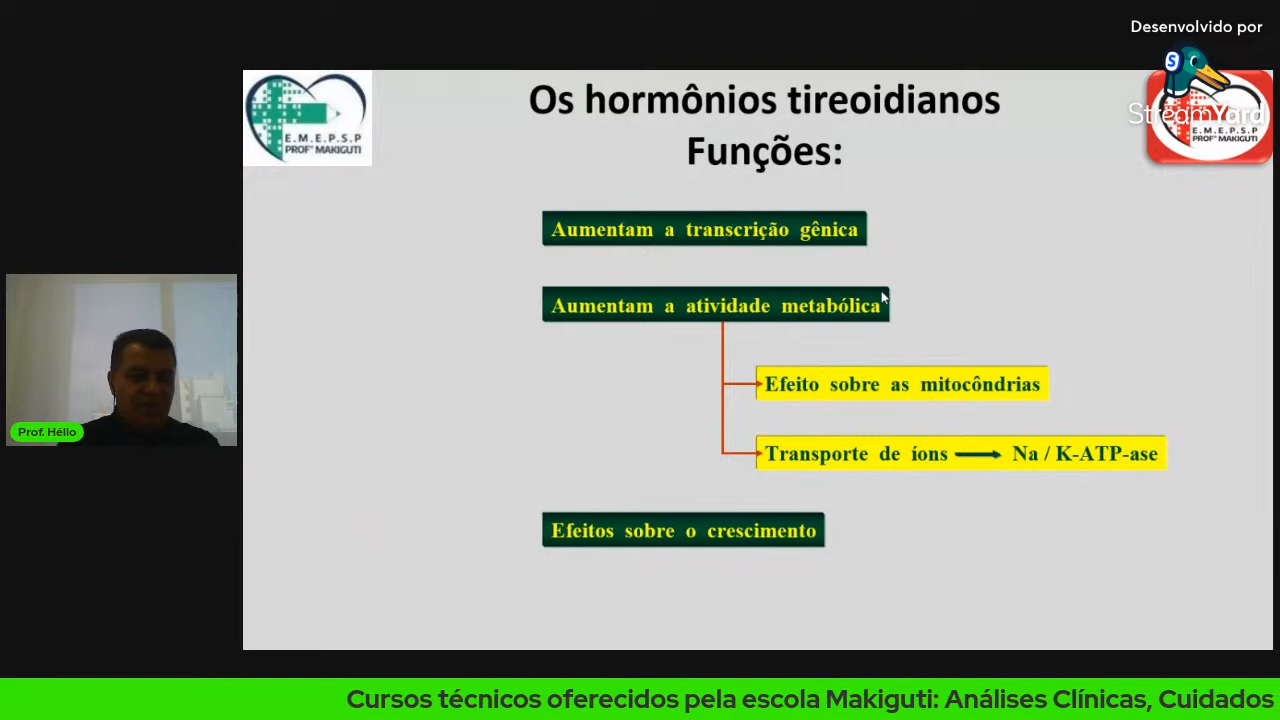 Desenvolvido por
StreamYard
E.M.E.P.S.P
PROFº MAKIGUTI
Os hormônios tireoidianos
Funções:
E.M.E.P.S.P
PROFº MAKIGUTI
Aumentam a transcrição gênica
Aumentam a atividade metabólica
Efeito sobre as mitocôndrias
Transporte de íons Na / K-ATP-ase
Efeitos sobre o crescimento
Prof. Hélio
Cursos técnicos oferecidos pela escola Makiguti: Análises Clínicas, Cuidados